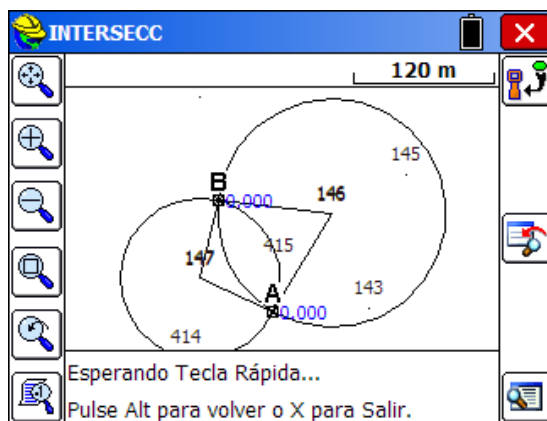 INTERSECC
120 m
145
B
0,000
146
415
147
A
143
0,000
414
Esperando Tecla Rápida...
Pulse Alt para volver o X para Salir.